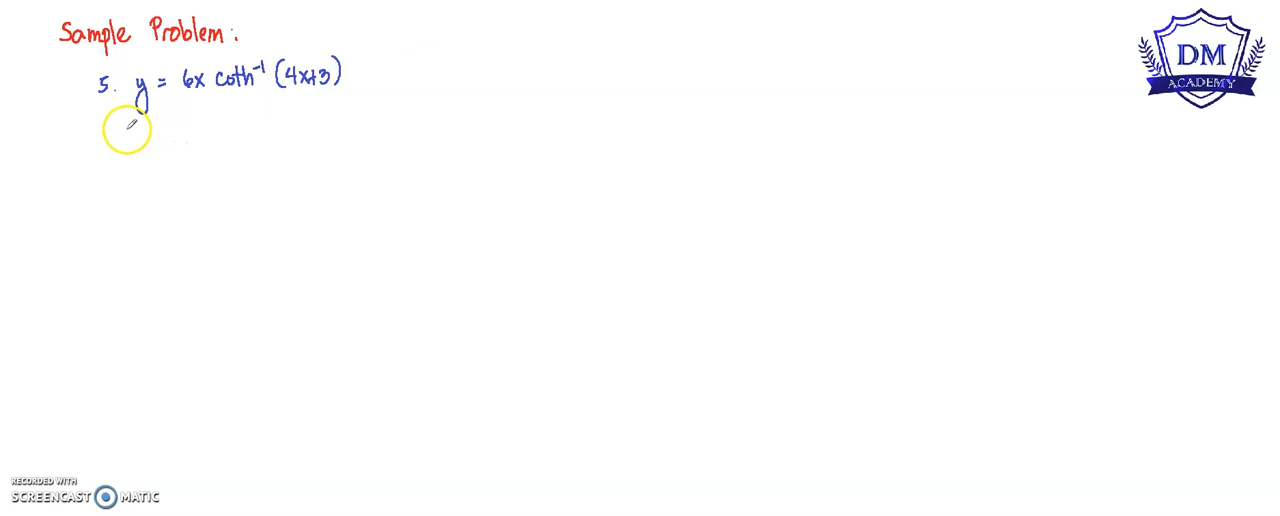 Sample Problem:
5. y = 6x coth⁻¹ (4x+3)
DM
ACADEMY
RECORDED WITH
SCREENCAST MATIC